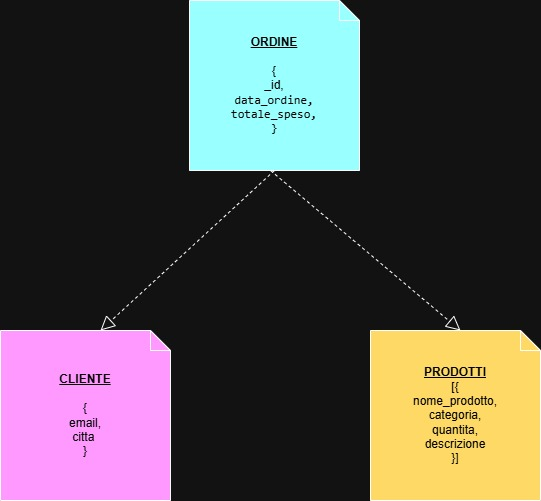 ORDINE
{
_id,
data_ordine,
totale_speso,
}
CLIENTE
{
email,
citta
}
PRODOTTI
[{
nome_prodotto,
categoria,
quantita,
descrizione
}]